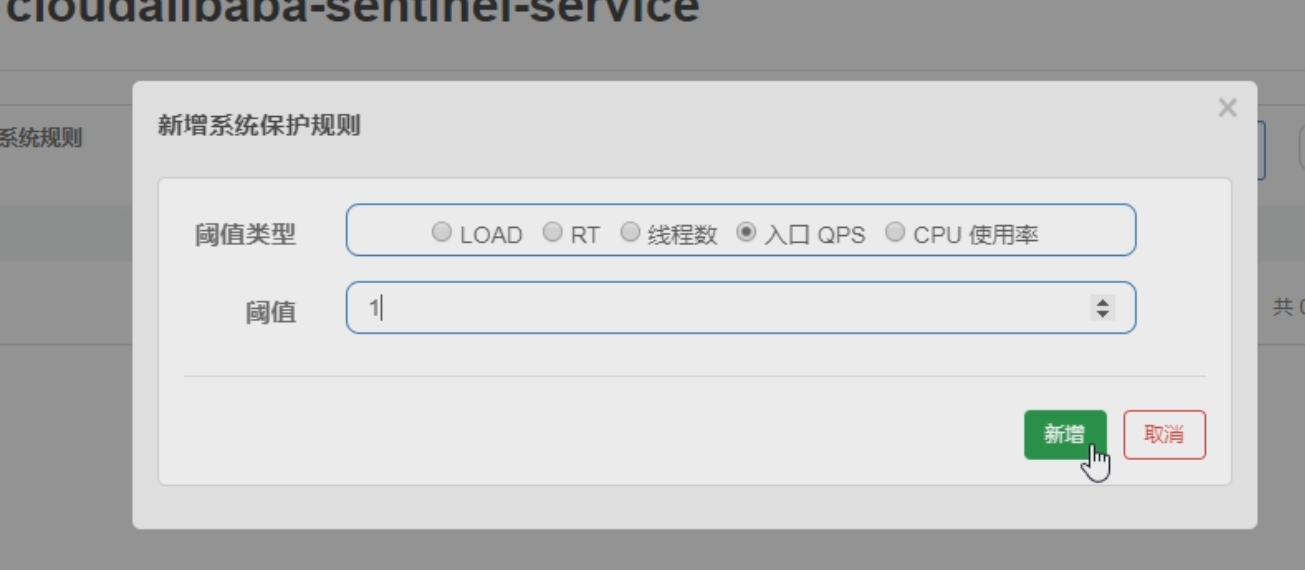 cloudalibaba-sentinel-service
系统规则
新增系统保护规则
×
阈值类型 LOAD RT 线程数 入口 QPS CPU 使用率
阈值 1
共
新增 取消